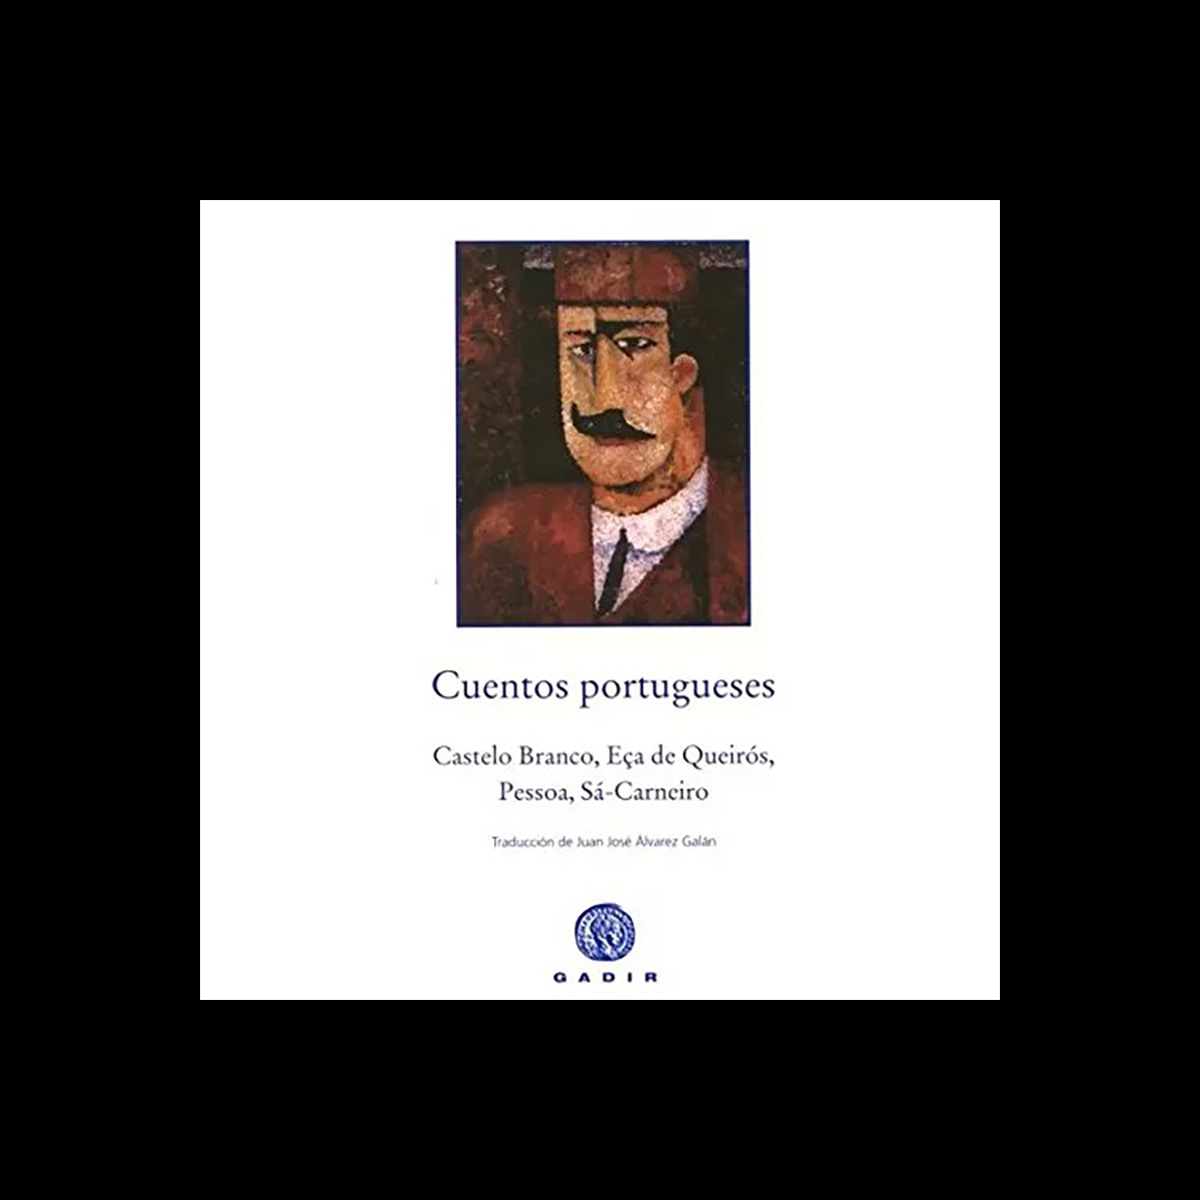 Cuentos portugueses
Castelo Branco, Eça de Queirós,
Pessoa, Sá-Carneiro
Traducción de Juan José Álvarez Galán
GADIR